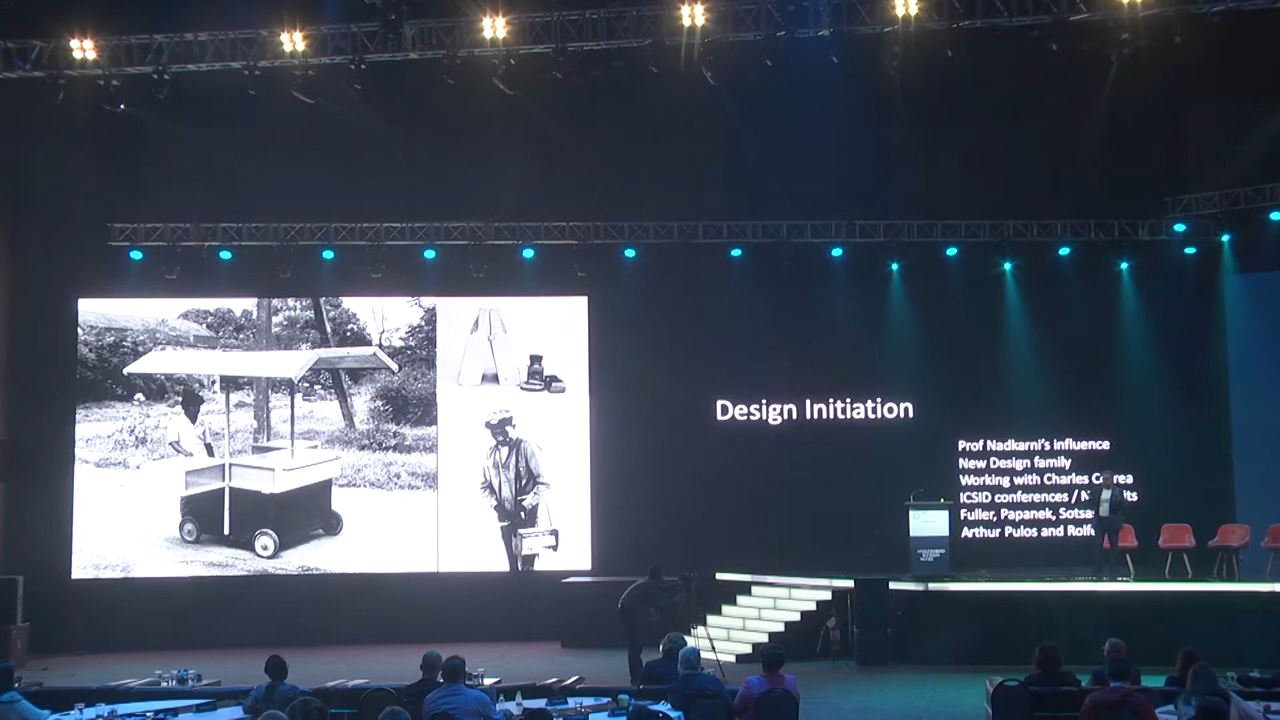 Design Initiation
Prof Nadkarni's influence
New Design family
Working with Charles
ICSID conferences /
Fuller, Papanek,
Arthur Pulos and